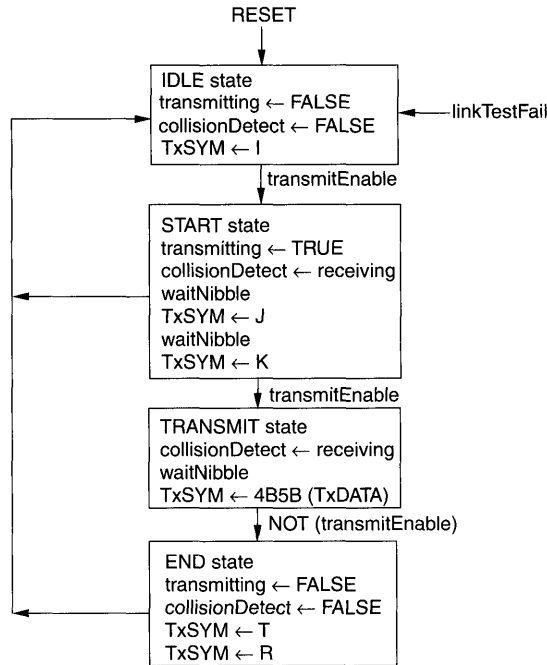 RESET
IDLE state
transmitting ← FALSE
collisionDetect ← FALSE
TxSYM ← I
linkTestFail
transmitEnable
START state
transmitting ← TRUE
collisionDetect ← receiving
waitNibble
TxSYM ← J
waitNibble
TxSYM ← K
transmitEnable
TRANSMIT state
collisionDetect ← receiving
waitNibble
TxSYM ← 4B5B (TxDATA)
NOT (transmitEnable)
END state
transmitting ← FALSE
collisionDetect ← FALSE
TxSYM ← T
TxSYM ← R